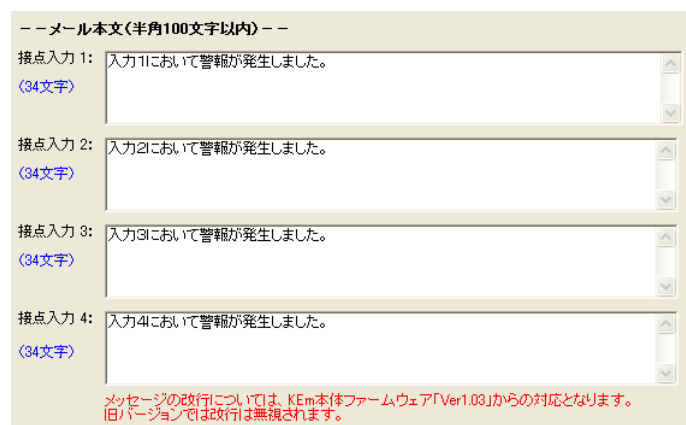 －－メール本文(半角100文字以内)－－
接点入力 1:
入力1において警報が発生しました。
(34文字)
接点入力 2:
入力2において警報が発生しました。
(34文字)
接点入力 3:
入力3において警報が発生しました。
(34文字)
接点入力 4:
入力4において警報が発生しました。
(34文字)
メッセージの改行については、KEm本体ファームウェア「Ver1.03」からの対応となります。
旧バージョンでは改行は無視されます。